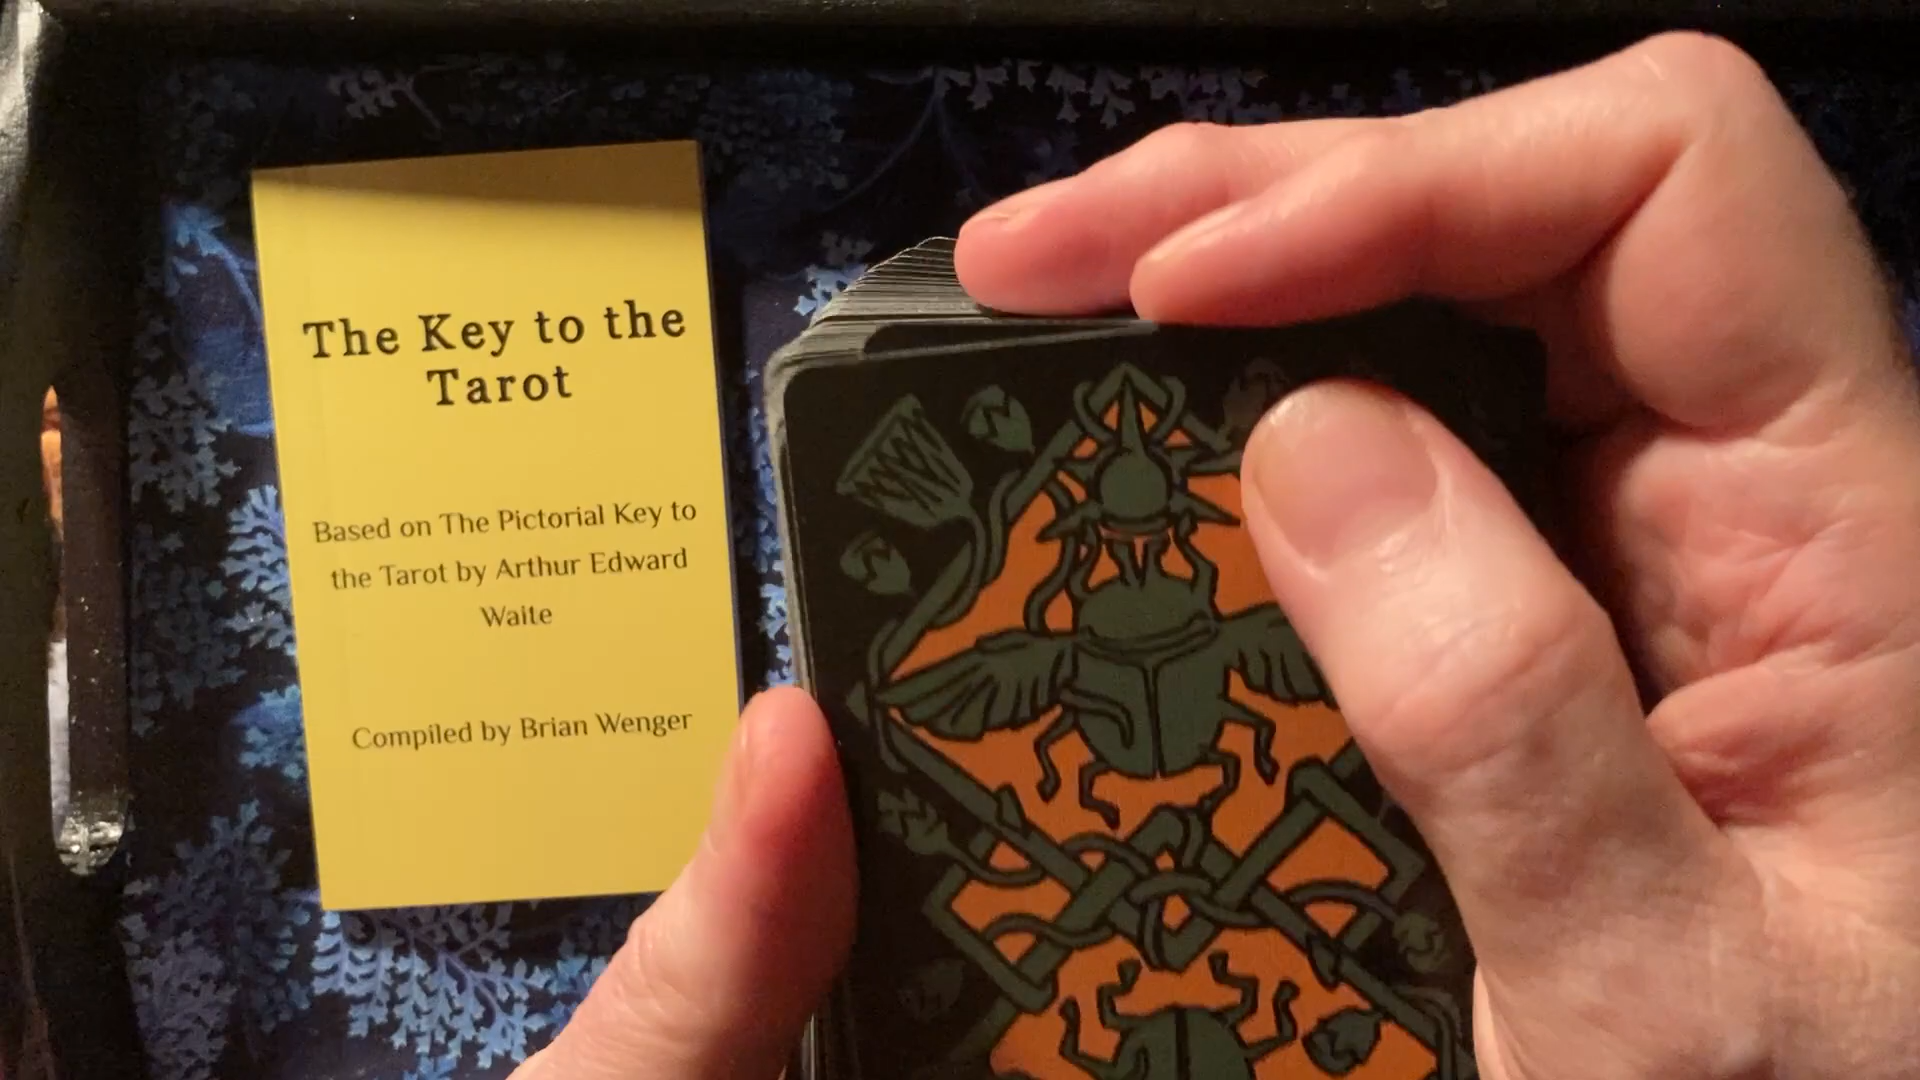 The Key to the
Tarot
Based on The Pictorial Key to
the Tarot by Arthur Edward
Waite
Compiled by Brian Wenger